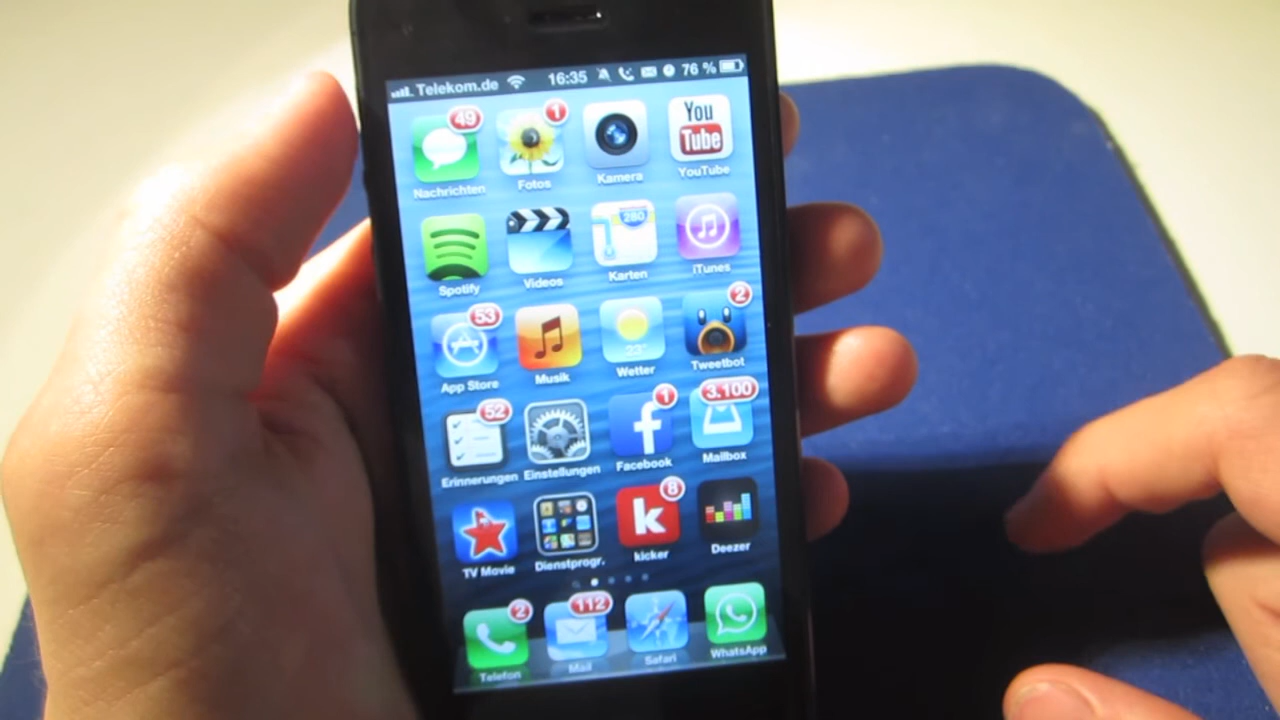 Telekom.de 16:35 76 %
49 1
You
Tube
Nachrichten Fotos Kamera YouTube
280
Spotify Videos Karten iTunes
53 2
23°
App Store Musik Wetter Tweetbot
52 1 3.100
f
Erinnerungen Einstellungen Facebook Mailbox
8
k
TV Movie Dienstprogr. kicker Deezer
2 112
Telefon Mail Safari WhatsApp